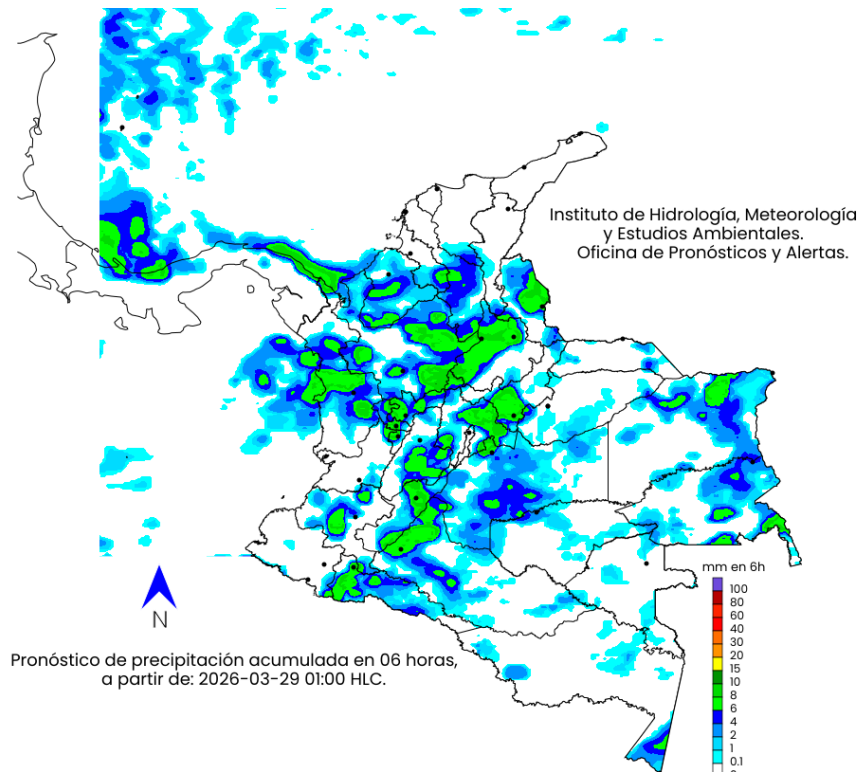 Instituto de Hidrología, Meteorología
y Estudios Ambientales.
Oficina de Pronósticos y Alertas.
mm en 6h
100
80
60
40
30
20
15
10
8
6
4
2
1
0.1
N
Pronóstico de precipitación acumulada en 06 horas,
a partir de: 2026-03-29 01:00 HLC.